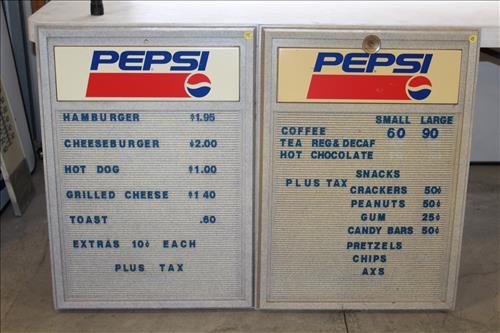 PEPSI
HAMBURGER $1.95
CHEESEBURGER $2.00
HOT DOG $1.00
GRILLED CHEESE $1 40
TOAST .60
EXTRAS 10¢ EACH
PLUS TAX
PEPSI
SMALL LARGE
COFFEE 60 90
TEA REG& DECAF
HOT CHOCOLATE
SNACKS
PLUS TAX
CRACKERS 50¢
PEANUTS 50¢
GUM 25¢
CANDY BARS 50¢
PRETZELS
CHIPS
AXS